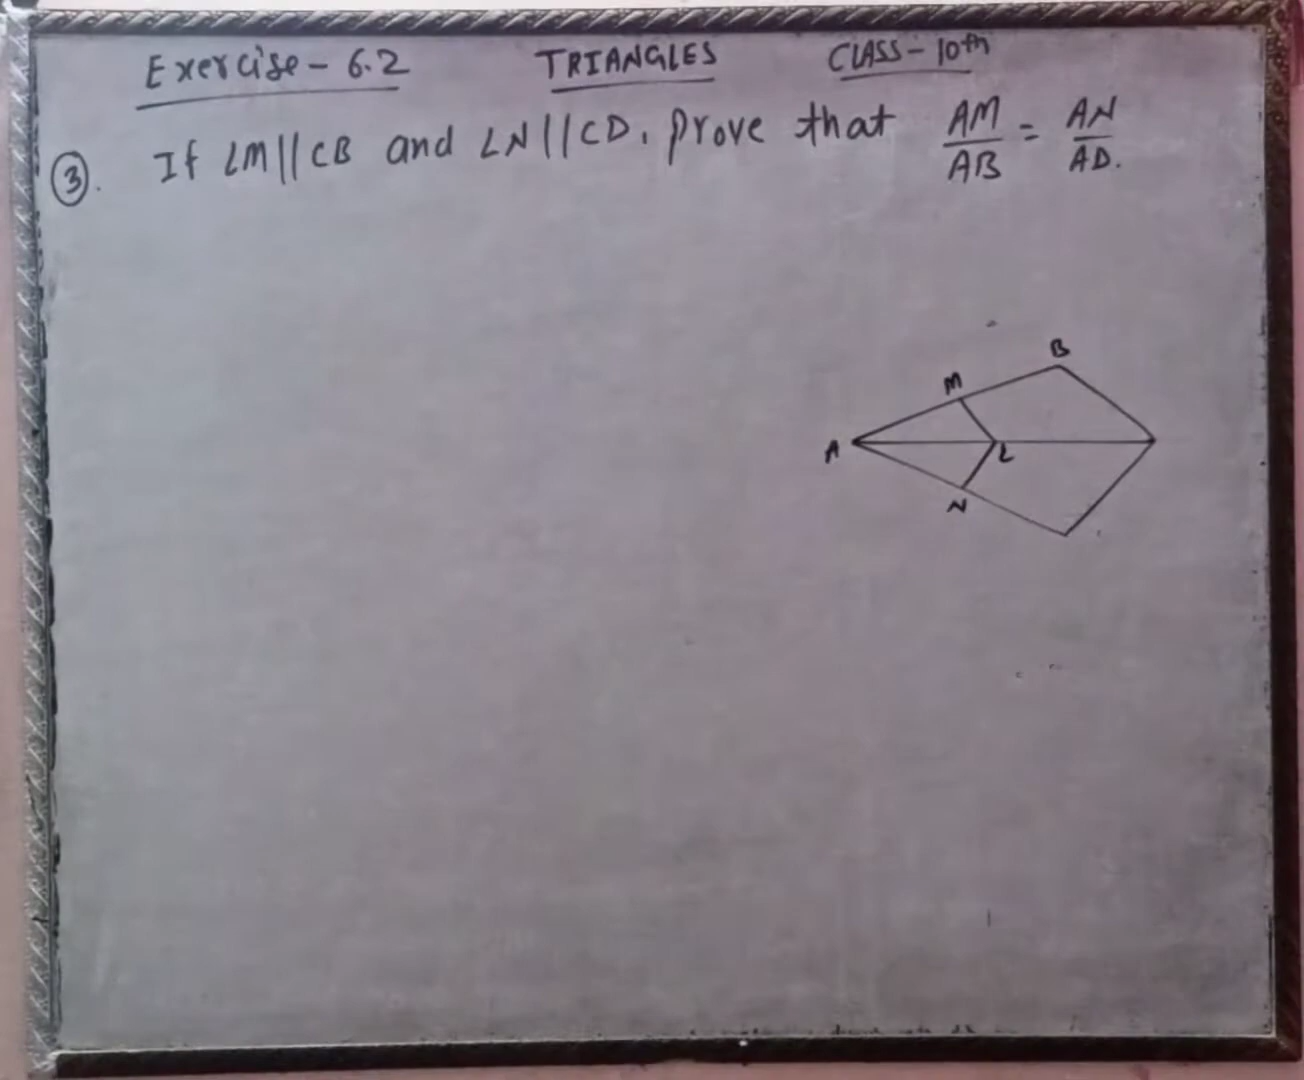 Exercise - 6.2 TRIANGLES CLASS - 10th
③. If LM || CB and LN || CD, prove that AM/AB = AN/AD.
B
M
A
L
N